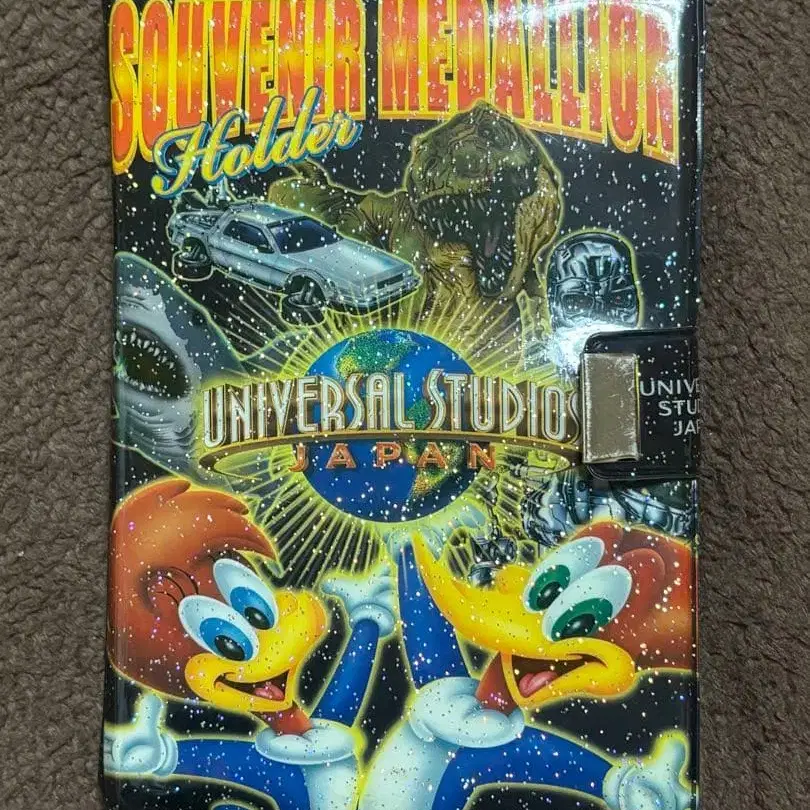 SOUVENIR MEDALLION
Holder
UNIVERSAL STUDIOS
JAPAN